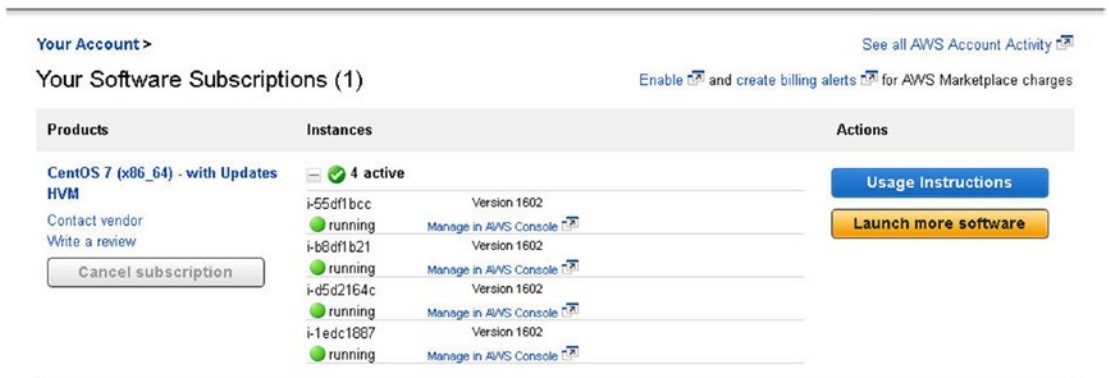 Your Account >
See all AWS Account Activity
Your Software Subscriptions (1)
Enable and create billing alerts for AWS Marketplace charges
Products Instances Actions
CentOS 7 (x86_64) - with Updates HVM
Contact vendor
Write a review
Cancel subscription
4 active
i-55df1bcc Version 1602
running Manage in AWS Console
i-b8df1b21 Version 1602
running Manage in AWS Console
i-d5d2164c Version 1602
running Manage in AWS Console
i-1edc1887 Version 1602
running Manage in AWS Console
Usage Instructions
Launch more software